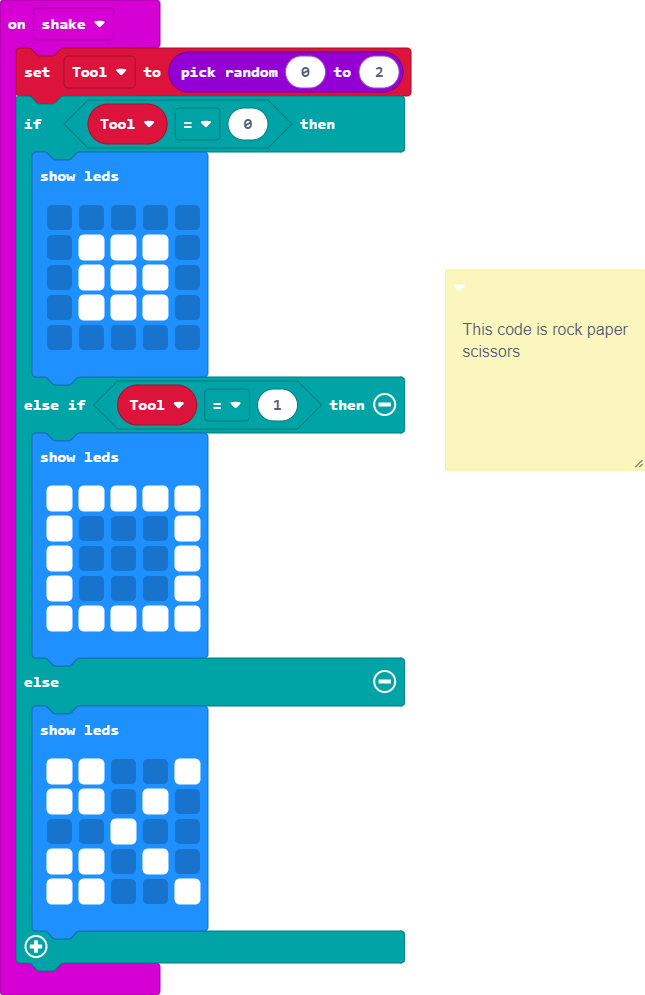 on shake
set Tool to pick random 0 to 2
if Tool = 0 then
show leds
else if Tool = 1 then
show leds
else
show leds
This code is rock paper
scissors